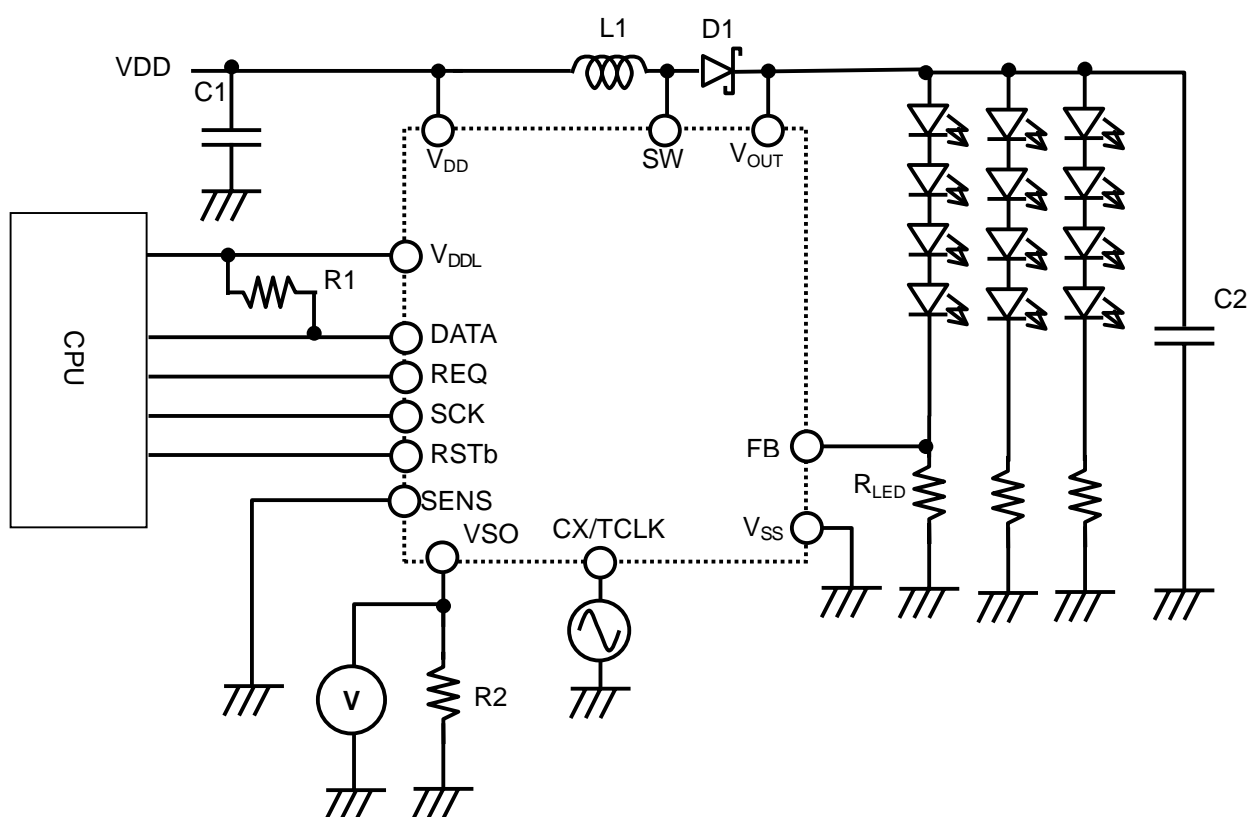 L1
D1
VDD
C1
VDD
SW
VOUT
VDDL
R1
C2
DATA
CPU
REQ
SCK
FB
RSTb
RLED
SENS
VSO
CX/TCLK
VSS
V
R2